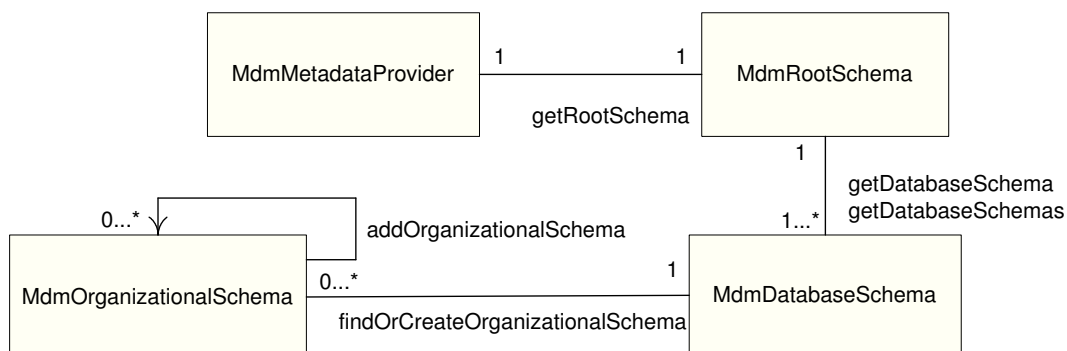 MdmMetadataProvider
1
1
MdmRootSchema
getRootSchema
1
getDatabaseSchema
getDatabaseSchemas
1...*
0...*
addOrganizationalSchema
MdmOrganizationalSchema
0...*
1
findOrCreateOrganizationalSchema
MdmDatabaseSchema